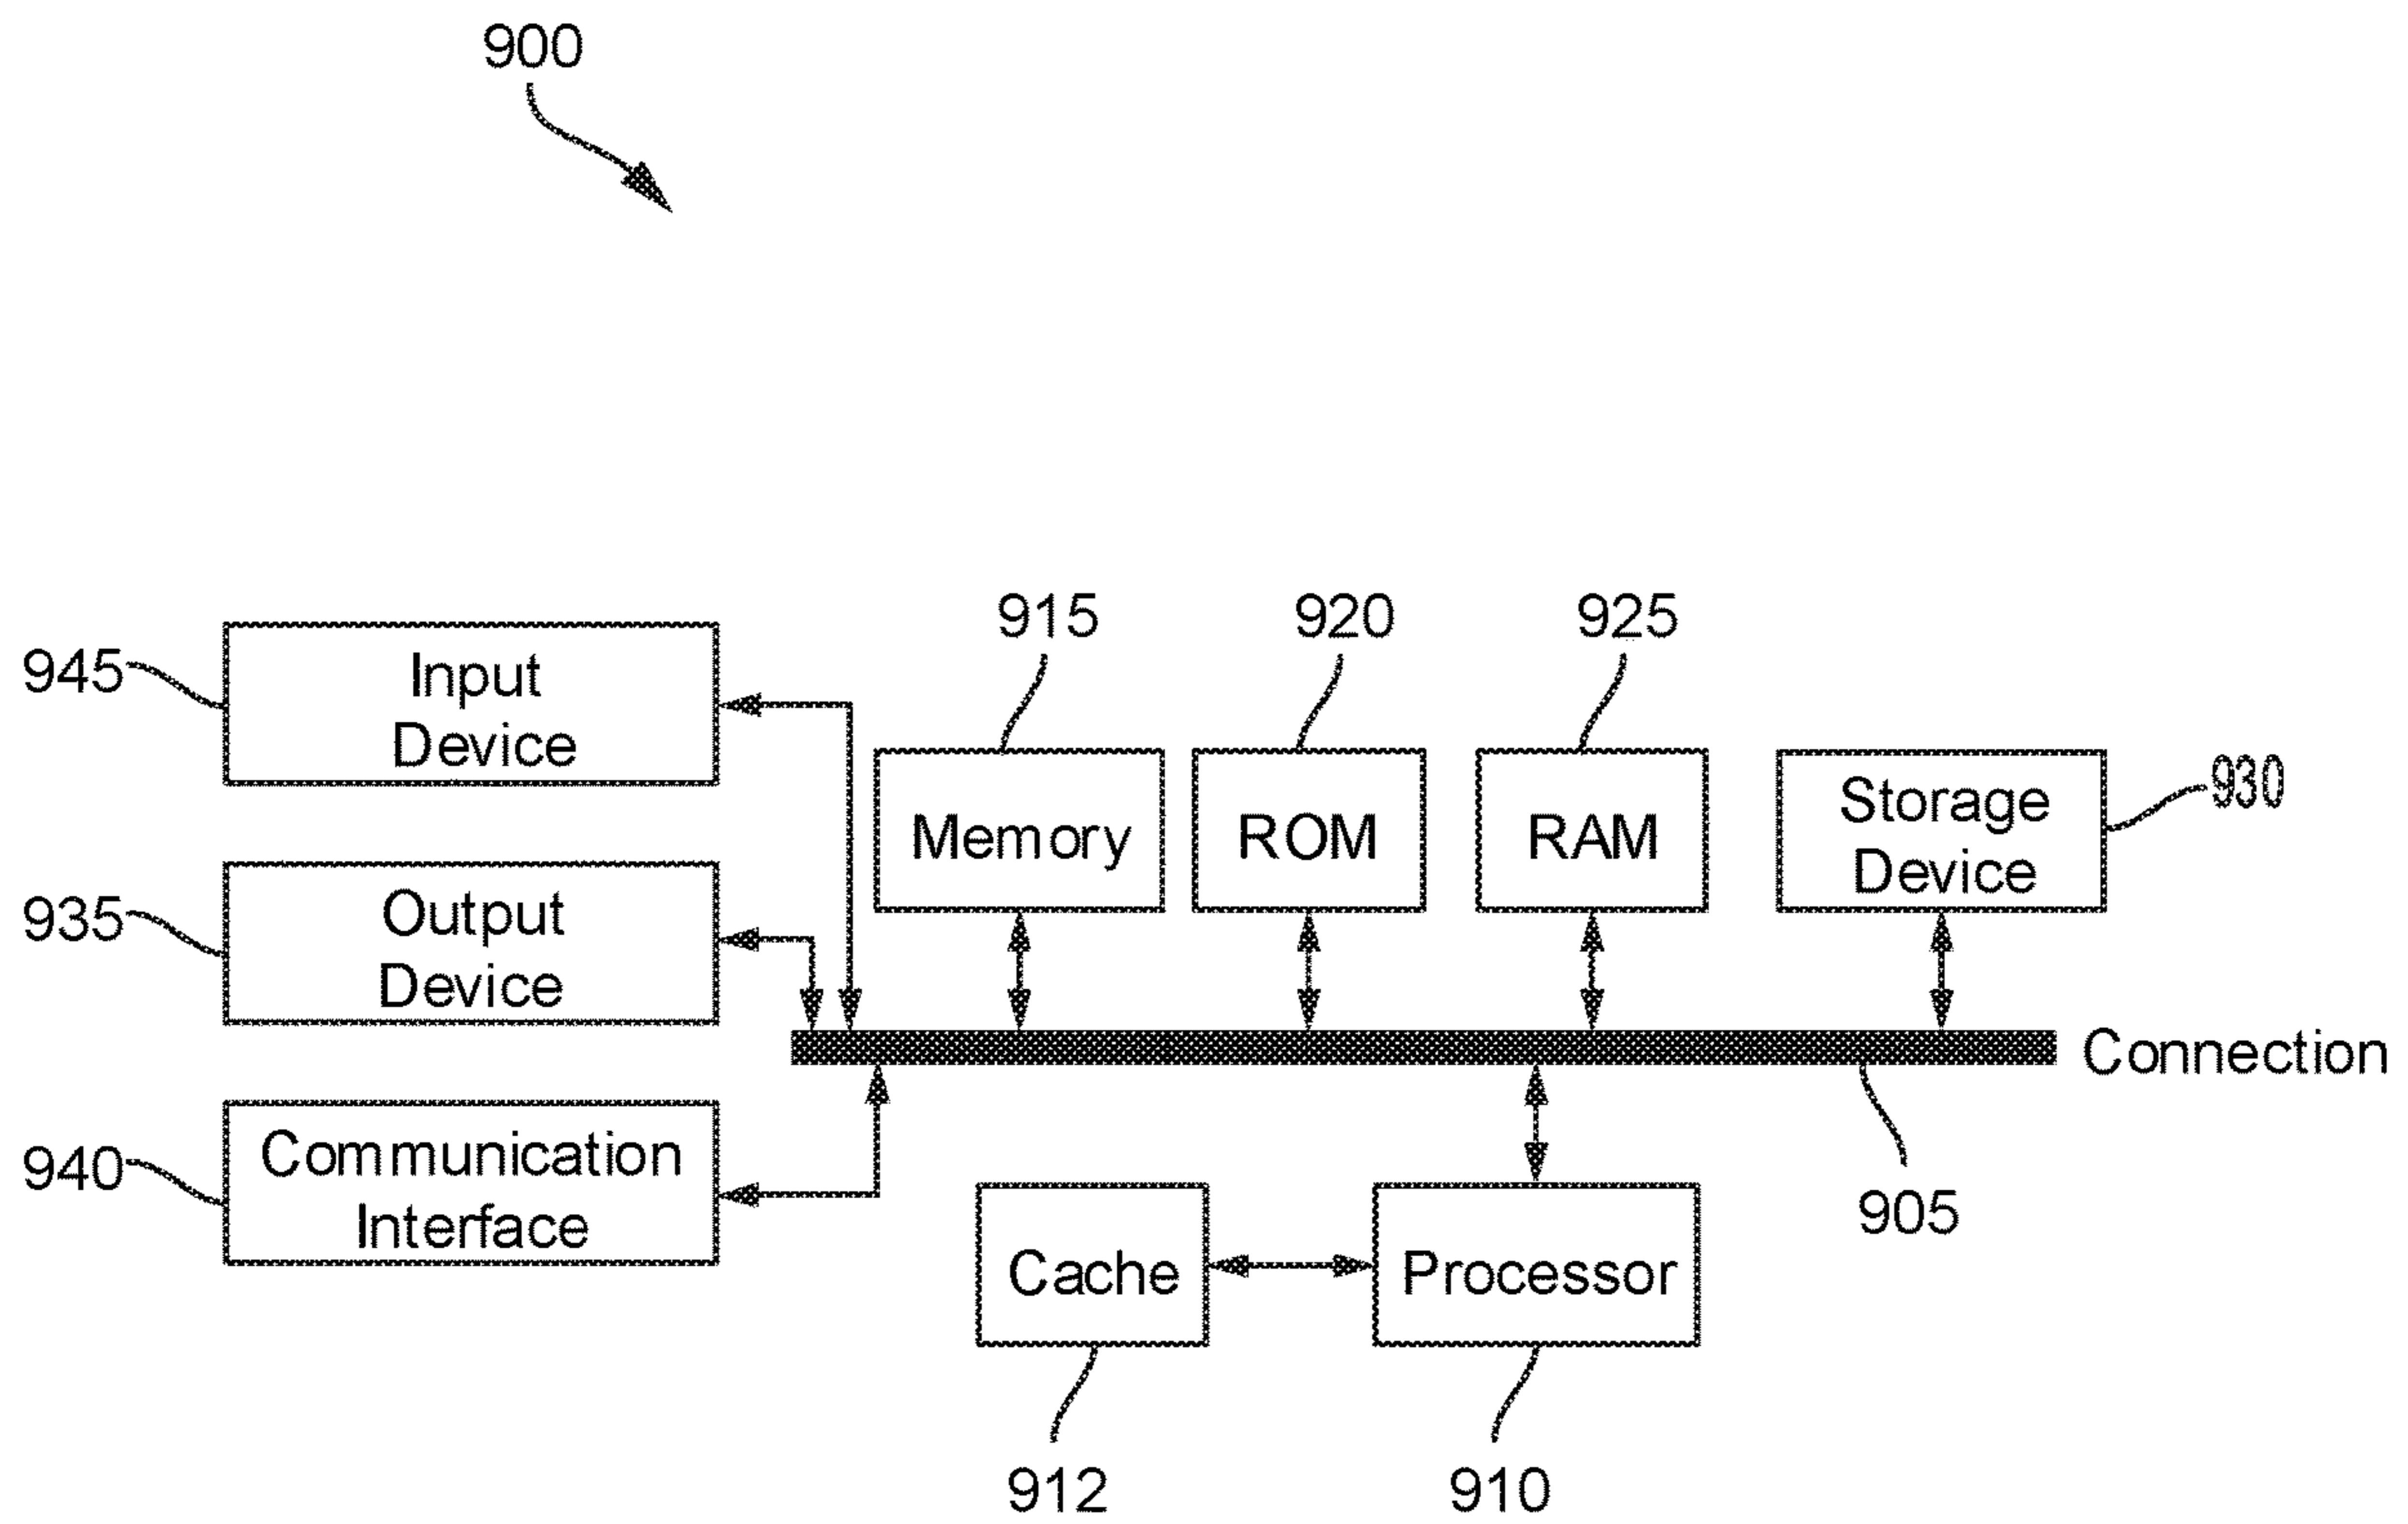 900
915
920
925
945
Input
Device
930
Storage
Device
Memory
ROM
RAM
935
Output
Device
Connection
940
Communication
Interface
905
Cache
Processor
912
910